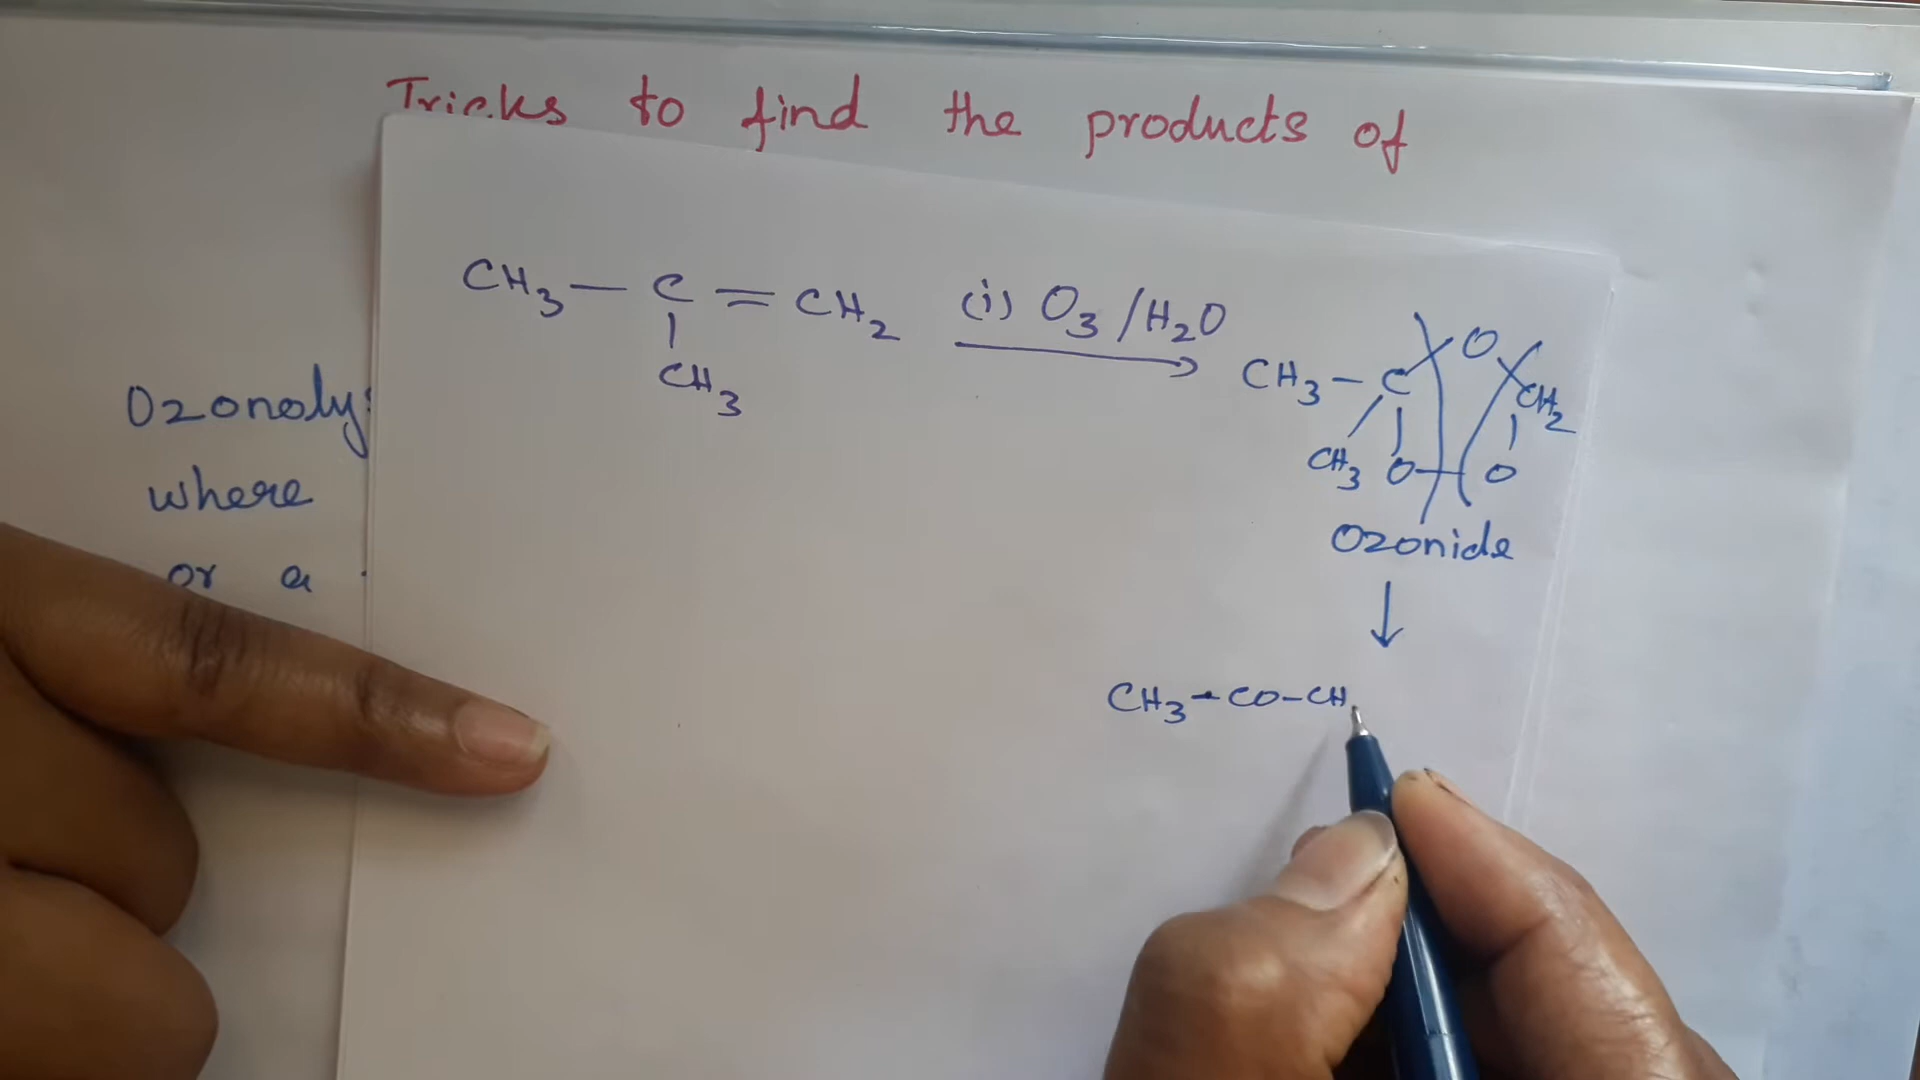 Tricks to find the products of
CH3 — C = CH2 (i) O3 /H2O
|
CH3
CH3 — C O CH2
CH3 O — O
Ozonide
↓
CH3 - CO - CH
Ozonolys
where
or a